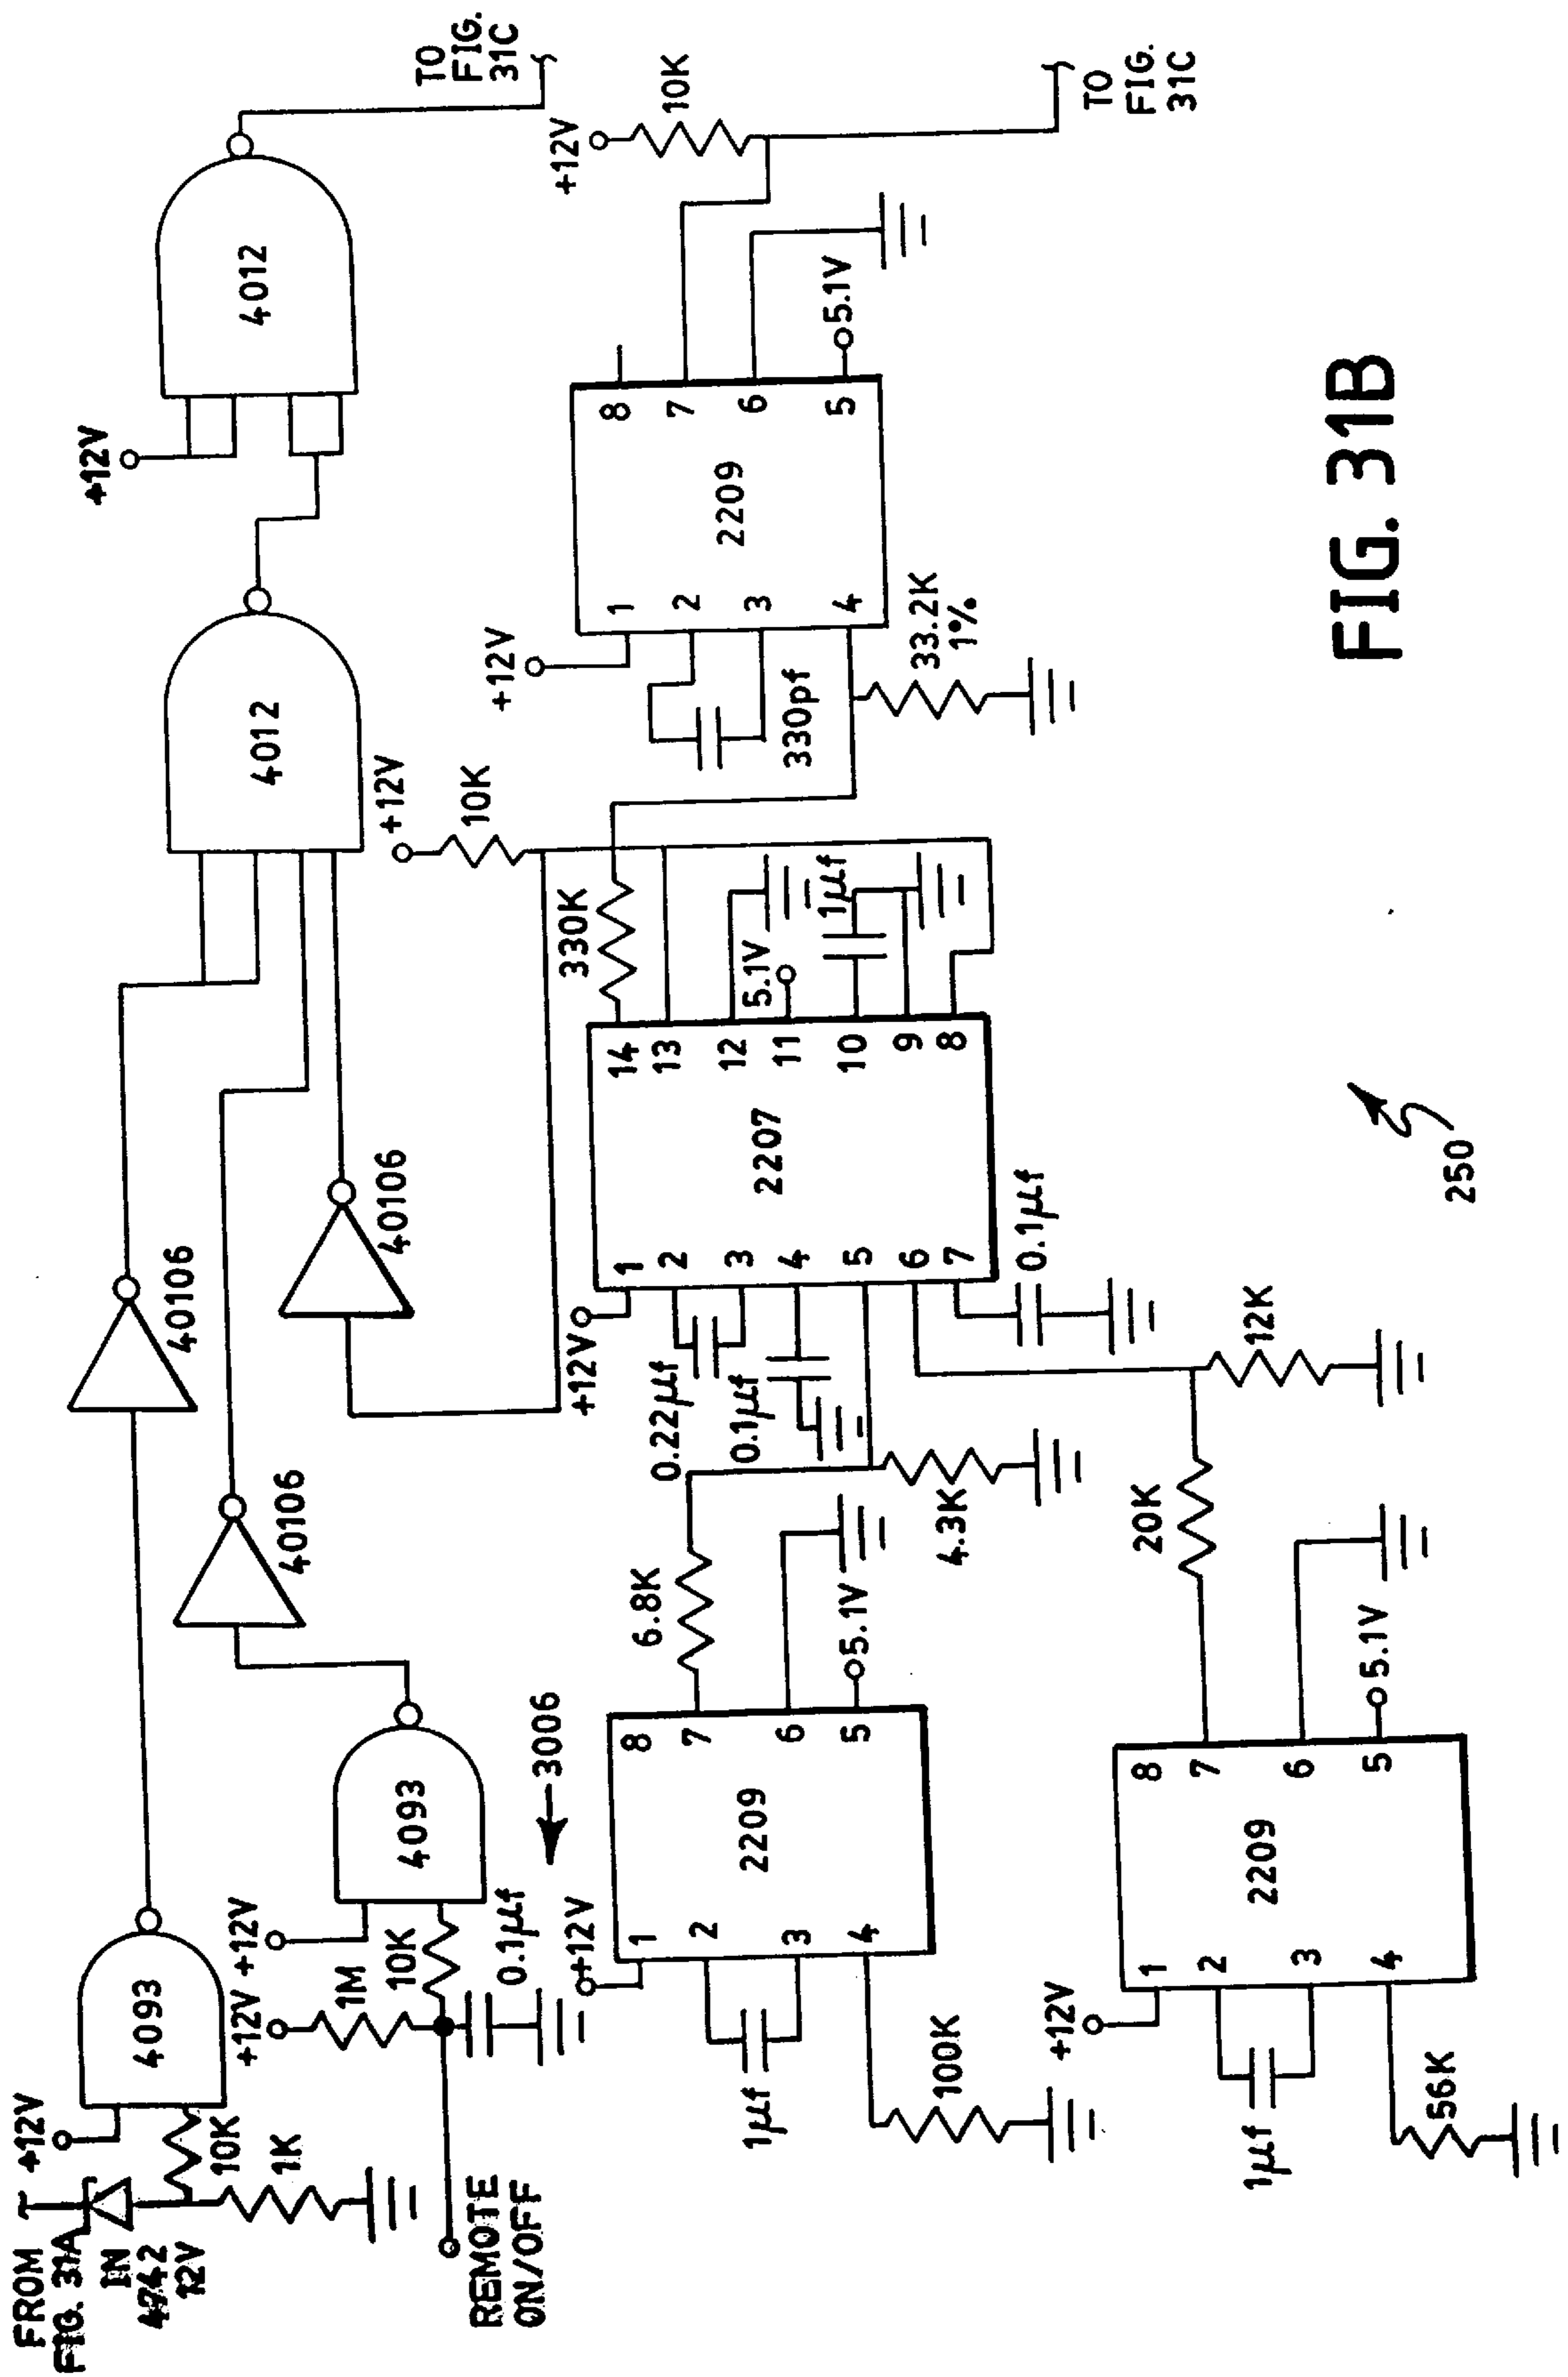 FROM
FIG. 31A
IN
4742
12V
+12V
10K
1K
4093
40106
+12V
4012
4012
TO
FIG.
31C
REMOTE
ON/OFF
+12V
+12V
1M
10K
0.1µf
4093
40106
40106
3006
+12V
10K
+12V
1
2
3
4
1µf
100K
2209
8
7
6
5
6.8K
5.1V
4.3K
+12V
0.22µf
0.1µf
1
2
3
4
5
6
7
0.1µf
2207
14
13
12
11
10
9
8
330K
5.1V
1µf
+12V
330pf
33.2K
1%
1
2
3
4
2209
8
7
6
5
5.1V
+12V
10K
TO
FIG.
31C
+12V
1µf
56K
1
2
3
4
2209
8
7
6
5
5.1V
20K
12K
250
FIG. 31B